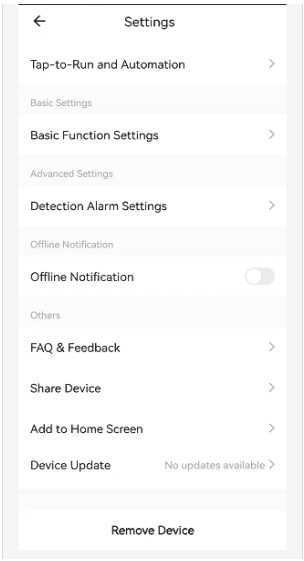 Settings
Tap-to-Run and Automation
Basic Settings
Basic Function Settings
Advanced Settings
Detection Alarm Settings
Offline Notification
Offline Notification
Others
FAQ & Feedback
Share Device
Add to Home Screen
Device Update No updates available
Remove Device